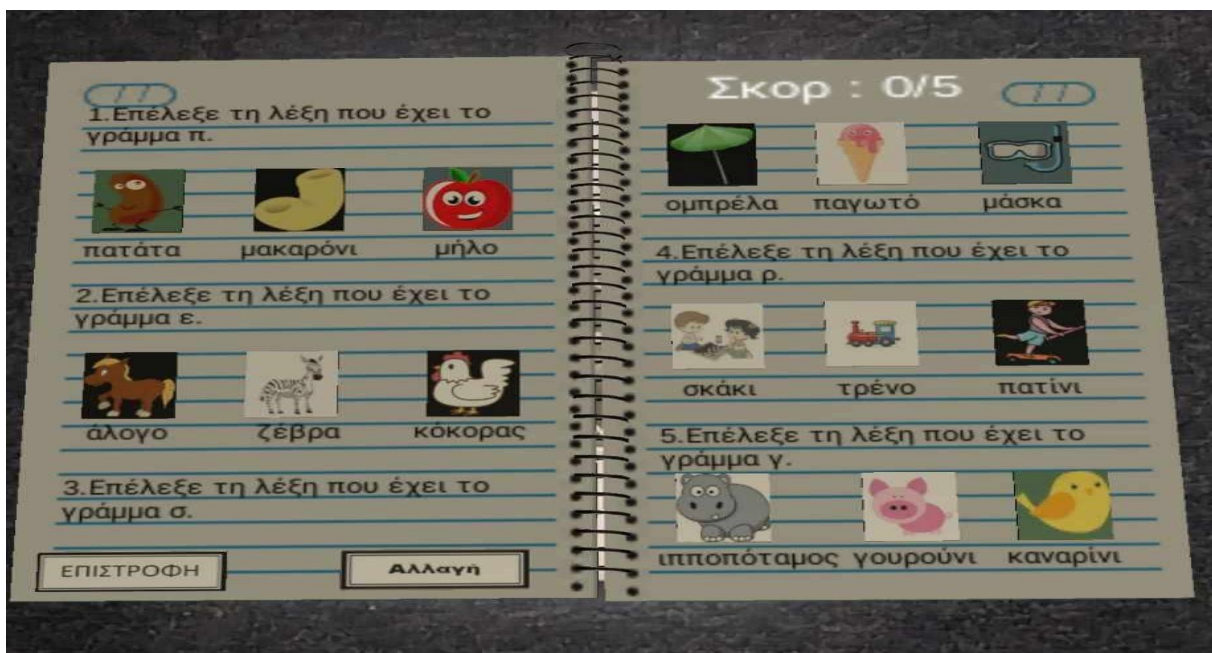 1.Επέλεξε τη λέξη που έχει το
γράμμα π.
πατάτα μακαρόνι μήλο
2.Επέλεξε τη λέξη που έχει το
γράμμα ε.
άλογο ζέβρα κόκορας
3.Επέλεξε τη λέξη που έχει το
γράμμα σ.
ΕΠΙΣΤΡΟΦΗ Αλλαγή
Σκορ : 0/5
ομπρέλα παγωτό μάσκα
4.Επέλεξε τη λέξη που έχει το
γράμμα ρ.
σκάκι τρένο πατίνι
5.Επέλεξε τη λέξη που έχει το
γράμμα γ.
ιπποπόταμος γουρούνι καναρίνι